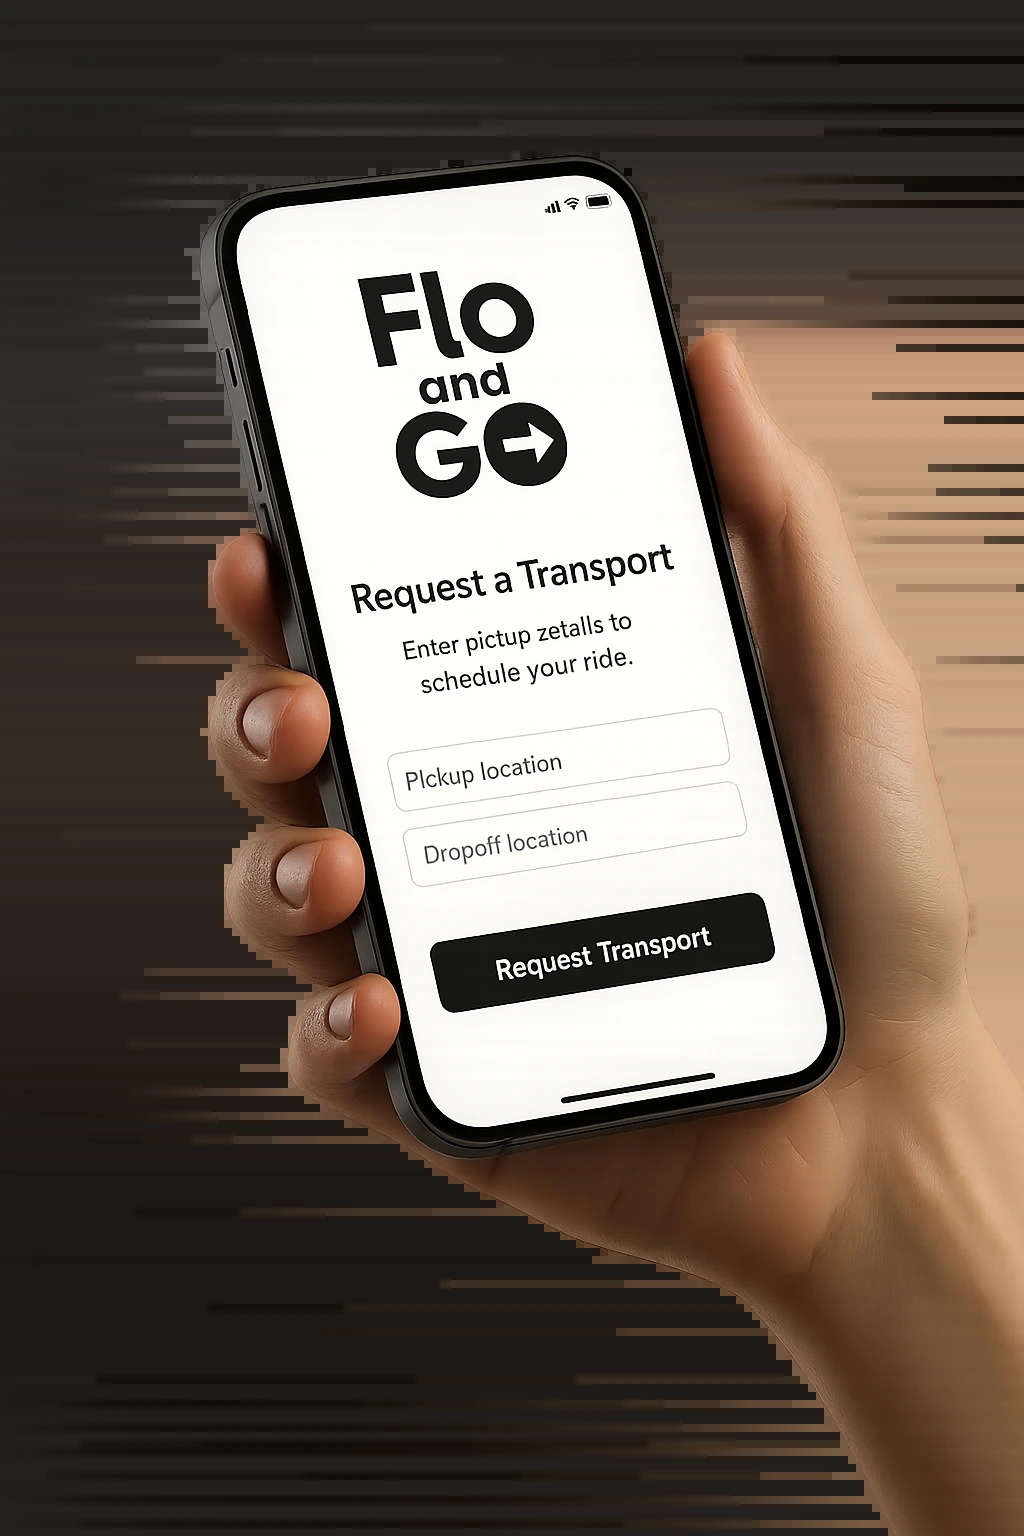 Flo
and
GO
Request a Transport
Enter pictup zetalls to
schedule your ride.
Plckup location
Dropoff location
Request Transport